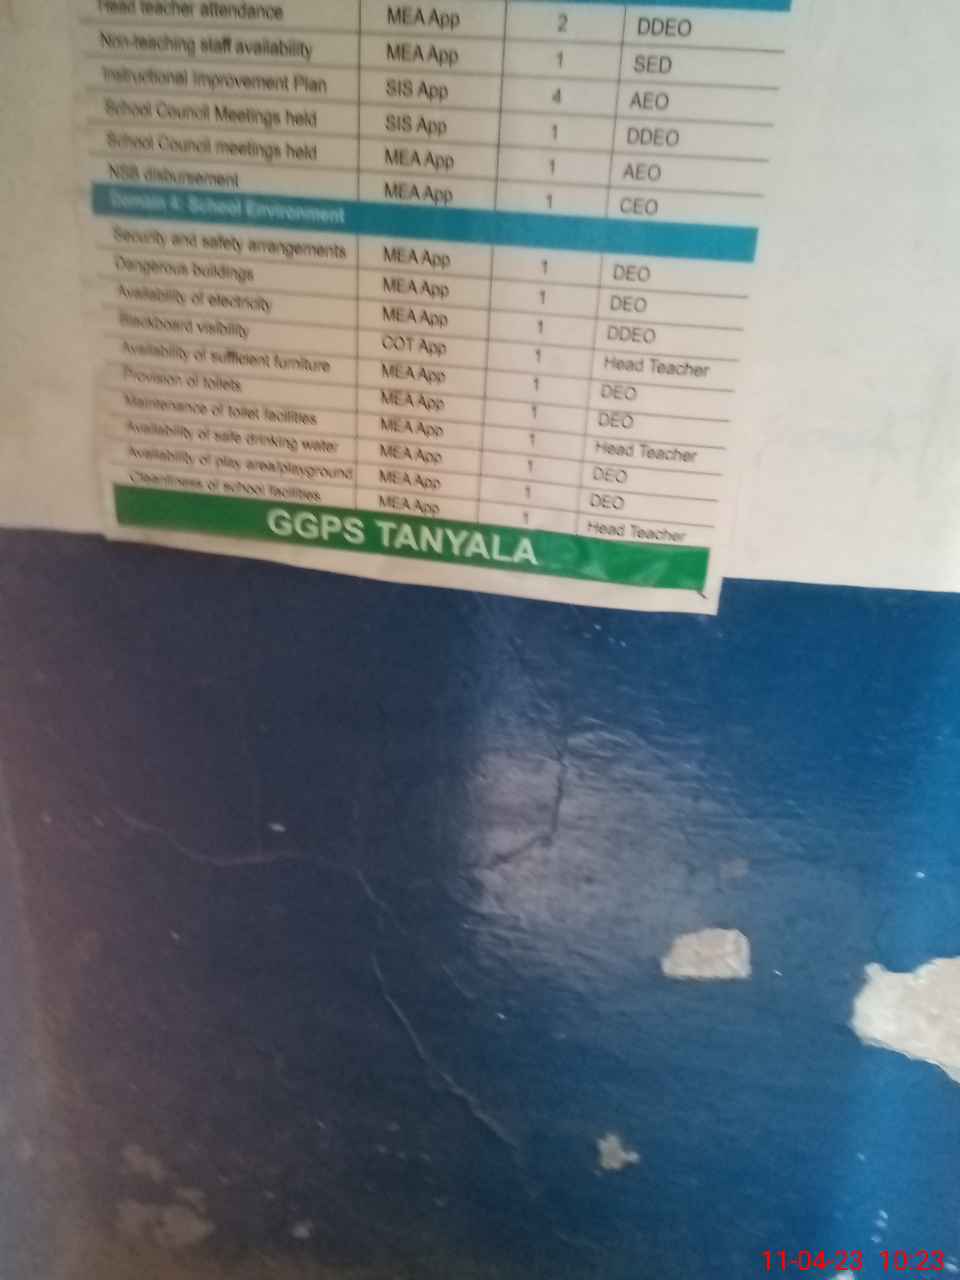 Head teacher attendance MEA App 2 DDEO
Non-teaching staff availability MEA App 1 SED
Instructional Improvement Plan SIS App 4 AEO
School Council Meetings held SIS App 1 DDEO
School Council meetings held MEA App 1 AEO
NSB disbursement MEA App 1 CEO
Domain 4: School Environment
Security and safety arrangements MEA App 1 DEO
Dangerous buildings MEA App 1 DEO
Availability of electricity MEA App 1 DDEO
Blackboard visibility COT App 1 Head Teacher
Availability of sufficient furniture MEA App 1 DEO
Provision of toilets MEA App 1 DEO
Maintenance of toilet facilities MEA App 1 Head Teacher
Availability of safe drinking water MEA App 1 DEO
Availability of play area/playground MEA App 1 DEO
Cleanliness of school facilities MEA App 1 Head Teacher
GGPS TANYALA
11-04-23 10:23